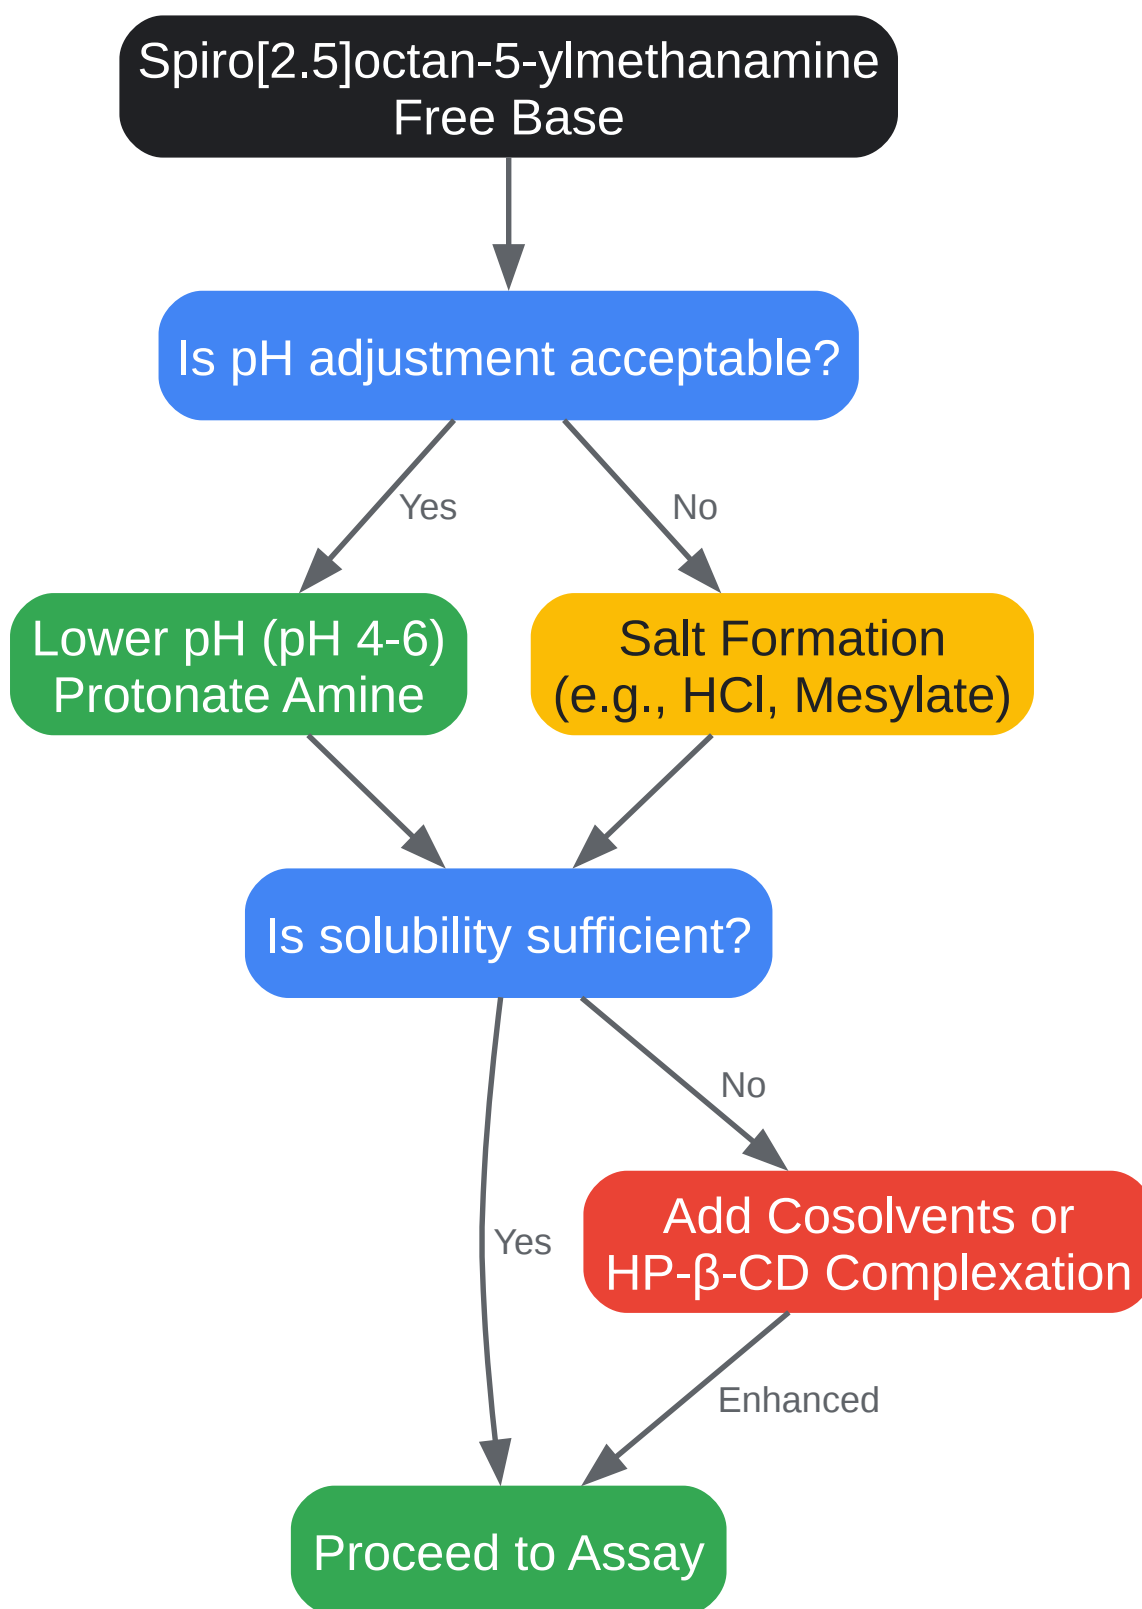 Spiro[2.5]octan-5-ylmethanamine
Free Base
Is pH adjustment acceptable?
Yes
No
Lower pH (pH 4-6)
Protonate Amine
Salt Formation
(e.g., HCl, Mesylate)
Is solubility sufficient?
No
Add Cosolvents or
HP-β-CD Complexation
Yes
Enhanced
Proceed to Assay